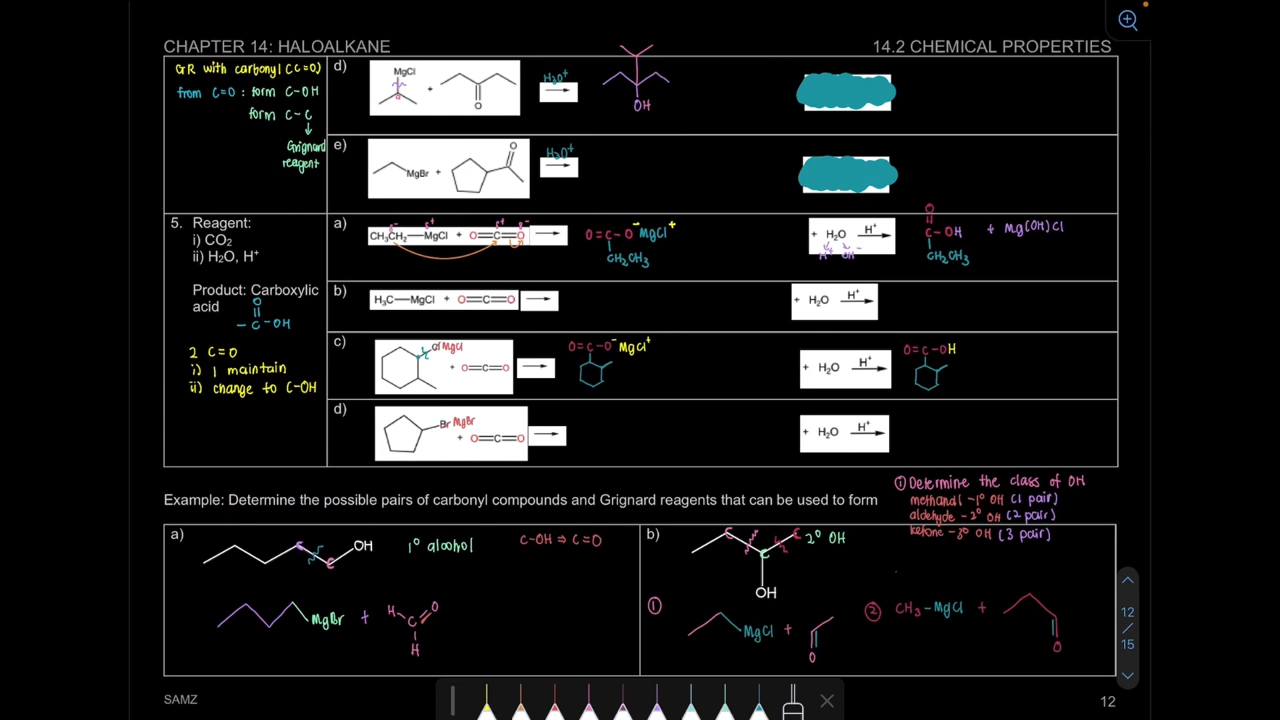 CHAPTER 14: HALOALKANE
14.2 CHEMICAL PROPERTIES
GR with carbonyl (C=O)
from C=O : form C-OH
form C-C
↓
Grignard
reagent
d)
MgCl
+
O
H3O+
OH
e)
MgBr +
O
H3O+
5. Reagent:
i) CO2
ii) H2O, H+
Product: Carboxylic
acid
O
-C-OH
2 C=O
i) 1 maintain
ii) change to C-OH
a)
CH3CH2—MgCl + O=C=O
O=C-O⁻ MgCl⁺
CH2CH3
+ H2O H+
H+ OH-
O
C-OH + Mg(OH)Cl
CH2CH3
b)
H3C—MgCl + O=C=O
+ H2O H+
c)
Cl MgCl
+ O=C=O
O=C-O⁻ MgCl⁺
+ H2O H+
O=C-OH
d)
Br MgBr
+ O=C=O
+ H2O H+
Example: Determine the possible pairs of carbonyl compounds and Grignard reagents that can be used to form
① Determine the class of OH
methanal - 1° OH (1 pair)
aldehyde - 2° OH (2 pair)
ketone - 3° OH (3 pair)
a)
OH
C
C
1° alcohol
C-OH ⇒ C=O
MgBr + H C O
H
b)
C
C
C
2° OH
OH
①
MgCl +
O
② CH3-MgCl +
O
12
/
15
SAMZ
12